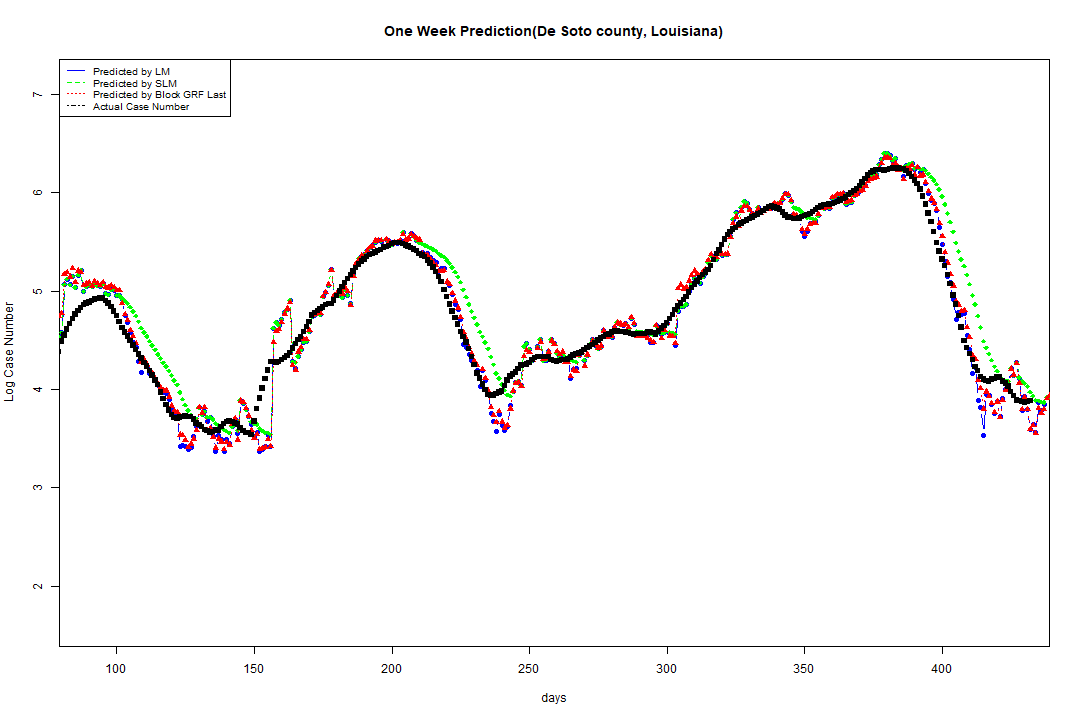 One Week Prediction(De Soto county, Louisiana)
Predicted by LM
Predicted by SLM
Predicted by Block GRF Last
Actual Case Number
7
6
5
4
3
2
Log Case Number
100 150 200 250 300 350 400
days